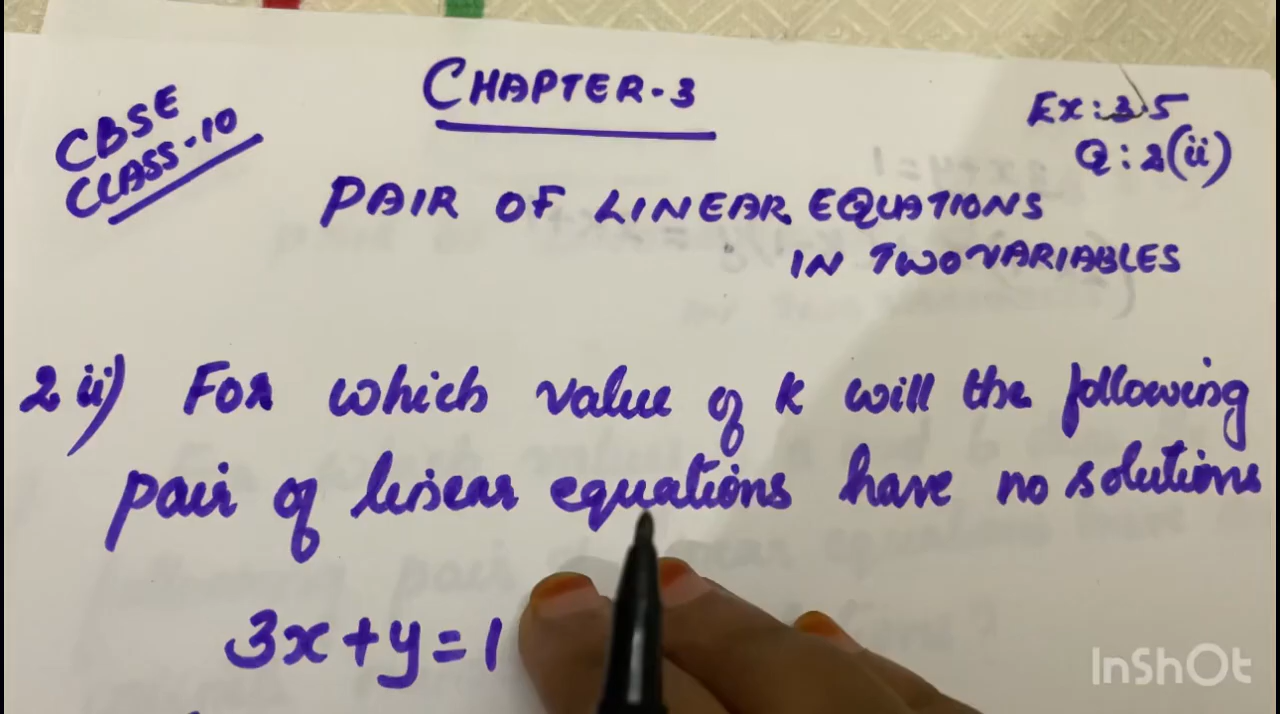 CBSE
CLASS-10
CHAPTER-3
Ex: 3.5
Q: 2(ii)
PAIR OF LINEAR EQUATIONS
IN TWO VARIABLES
2 ii) For which value of k will the following
pair of linear equations have no solutions
3x+y=1
InShOt